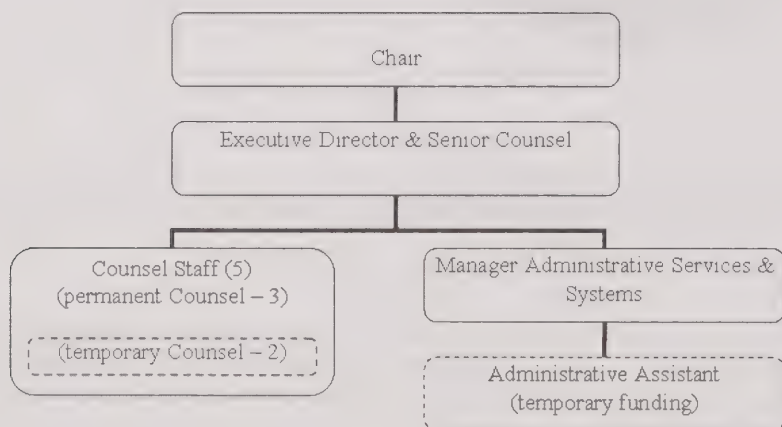 Chair
Executive Director & Senior Counsel
Counsel Staff (5)
(permanent Counsel – 3)
(temporary Counsel – 2)
Manager Administrative Services &
Systems
Administrative Assistant
(temporary funding)